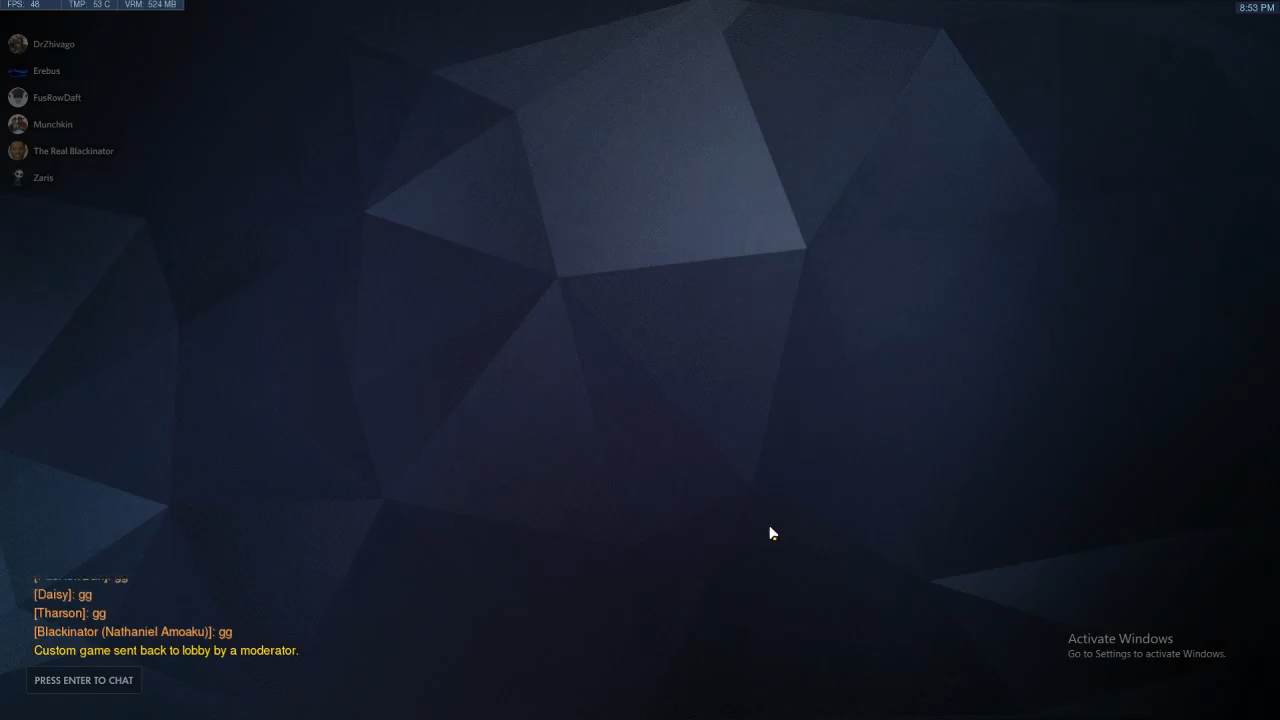 FPS: 48 TMP: 53 C VRM: 524 MB
8:53 PM
DrZhivago
Erebus
FusRowDaft
Munchkin
The Real Blackinator
Zaris
gg
[Daisy]: gg
[Tharson]: gg
[Blackinator (Nathaniel Amoaku)]: gg
Custom game sent back to lobby by a moderator.
PRESS ENTER TO CHAT
Activate Windows
Go to Settings to activate Windows.